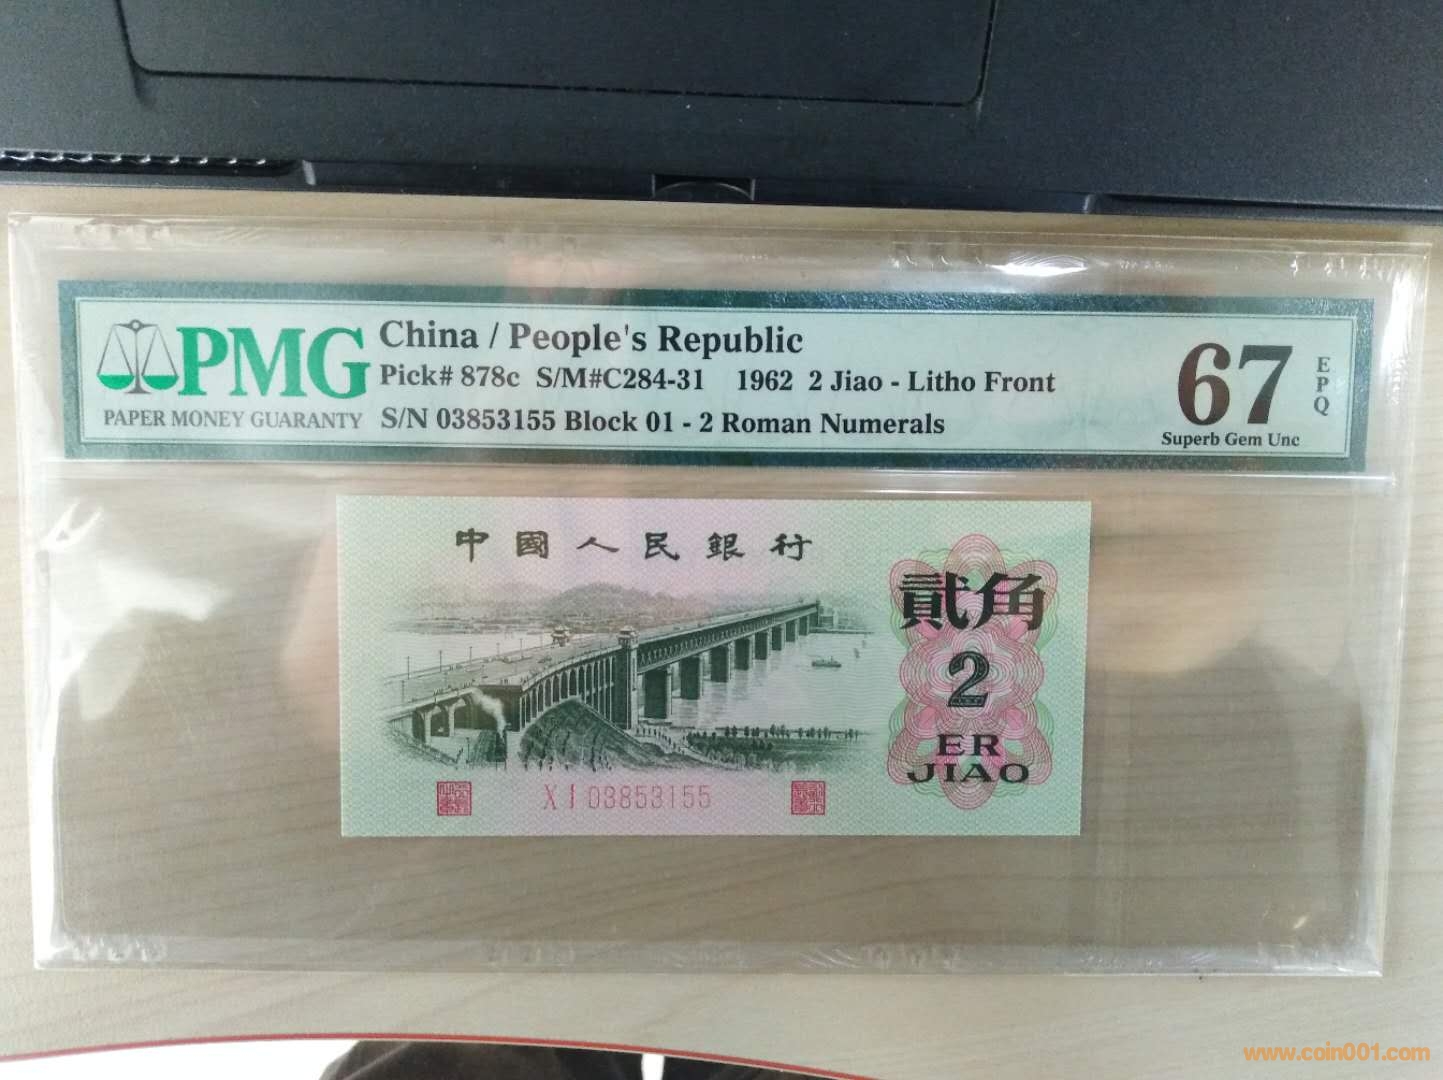 PMG
PAPER MONEY GUARANTY
China / People's Republic
Pick# 878c S/M#C284-31 1962 2 Jiao - Litho Front
S/N 03853155 Block 01 - 2 Roman Numerals
67
EPQ
Superb Gem Unc
中國人民銀行
貳角
2
ER
JIAO
X I 03853155
www.coin001.com